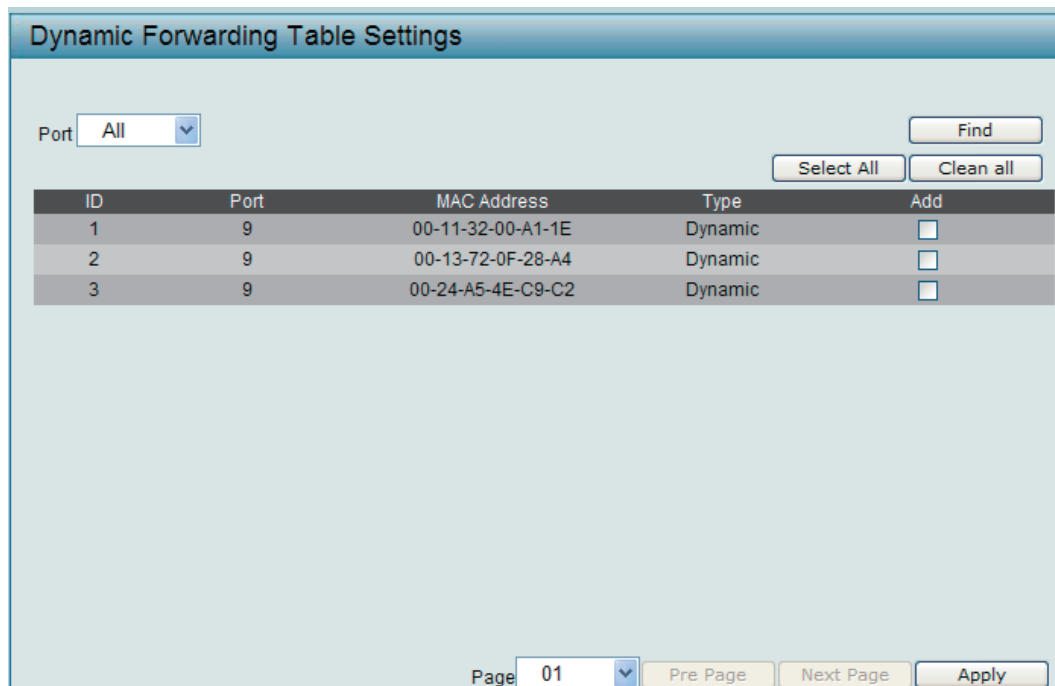 Dynamic Forwarding Table Settings
Port All Find
Select All Clean all
ID Port MAC Address Type Add
1 9 00-11-32-00-A1-1E Dynamic
2 9 00-13-72-0F-28-A4 Dynamic
3 9 00-24-A5-4E-C9-C2 Dynamic
Page 01 Pre Page Next Page Apply